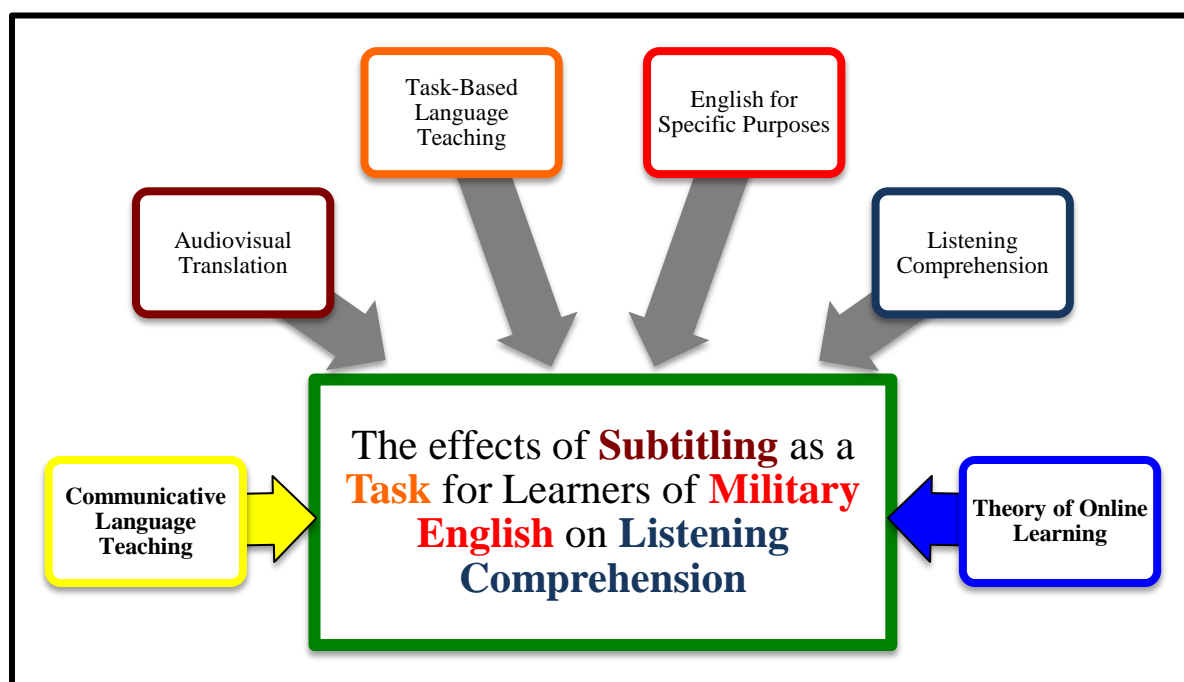 Task-Based
Language
Teaching
English for
Specific Purposes
Audiovisual
Translation
Listening
Comprehension
The effects of Subtitling as a
Task for Learners of Military
English on Listening
Comprehension
Communicative
Language
Teaching
Theory of Online
Learning